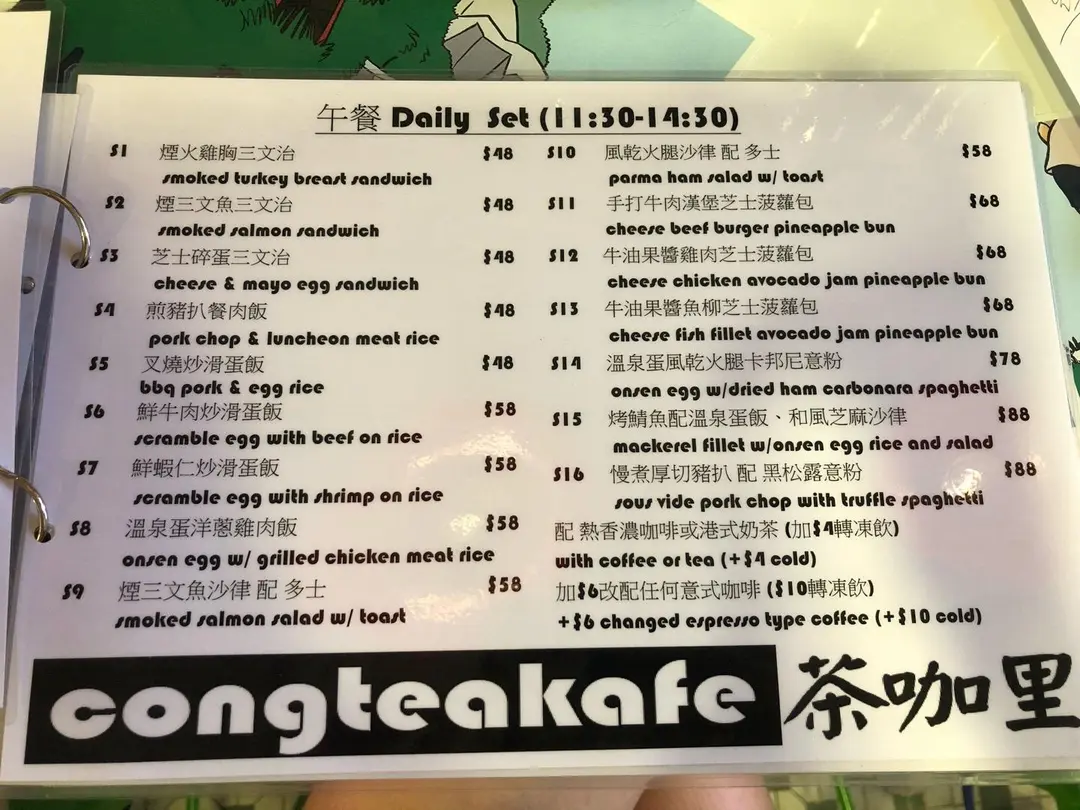 午餐 Daily Set (11:30-14:30)
S1 煙火雞胸三文治 $48
smoked turkey breast sandwich
S2 煙三文魚三文治 $48
smoked salmon sandwich
S3 芝士碎蛋三文治 $48
cheese & mayo egg sandwich
S4 煎豬扒餐肉飯 $48
pork chop & luncheon meat rice
S5 叉燒炒滑蛋飯 $48
bbq pork & egg rice
S6 鮮牛肉炒滑蛋飯 $58
scramble egg with beef on rice
S7 鮮蝦仁炒滑蛋飯 $58
scramble egg with shrimp on rice
S8 溫泉蛋洋蔥雞肉飯 $58
onsen egg w/ grilled chicken meat rice
S9 煙三文魚沙律 配 多士 $58
smoked salmon salad w/ toast
S10 風乾火腿沙律 配 多士 $58
parma ham salad w/ toast
S11 手打牛肉漢堡芝士菠蘿包 $68
cheese beef burger pineapple bun
S12 牛油果醬雞肉芝士菠蘿包 $68
cheese chicken avocado jam pineapple bun
S13 牛油果醬魚柳芝士菠蘿包 $68
cheese fish fillet avocado jam pineapple bun
S14 溫泉蛋風乾火腿卡邦尼意粉 $78
onsen egg w/dried ham carbonara spaghetti
S15 烤鯖魚配溫泉蛋飯、和風芝麻沙律 $88
mackerel fillet w/onsen egg rice and salad
S16 慢煮厚切豬扒 配 黑松露意粉 $88
sous vide pork chop with truffle spaghetti
配 熱香濃咖啡或港式奶茶 (加$4轉凍飲)
with coffee or tea (+$4 cold)
加$6改配任何意式咖啡 ($10轉凍飲)
+$6 changed espresso type coffee (+$10 cold)
congteakafe 茶咖里